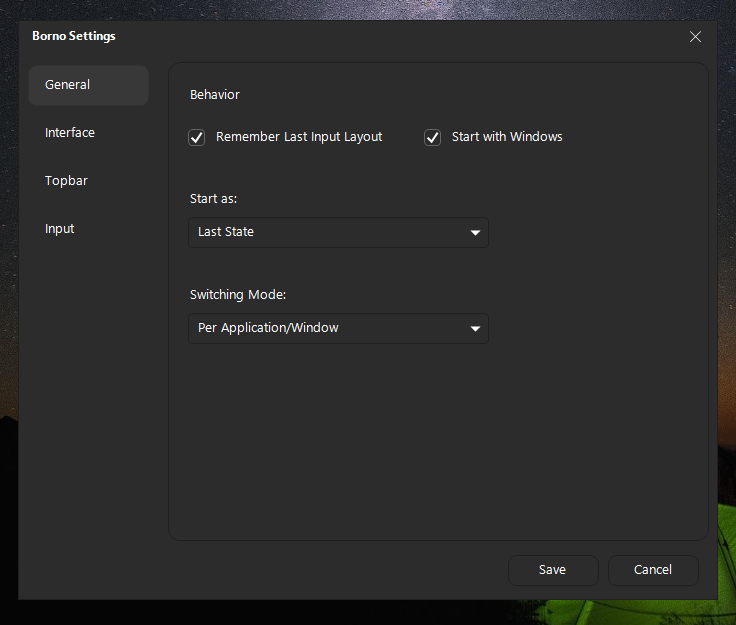 Borno Settings
General
Interface
Topbar
Input
Behavior
Remember Last Input Layout
Start with Windows
Start as:
Last State
Switching Mode:
Per Application/Window
Save
Cancel